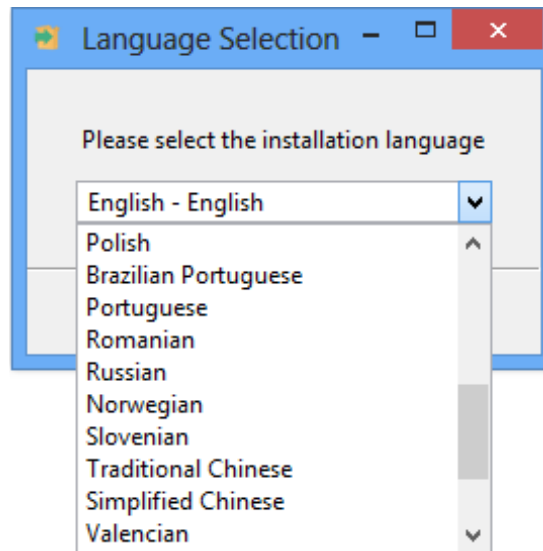 Language Selection
Please select the installation language
English - English
Polish
Brazilian Portuguese
Portuguese
Romanian
Russian
Norwegian
Slovenian
Traditional Chinese
Simplified Chinese
Valencian